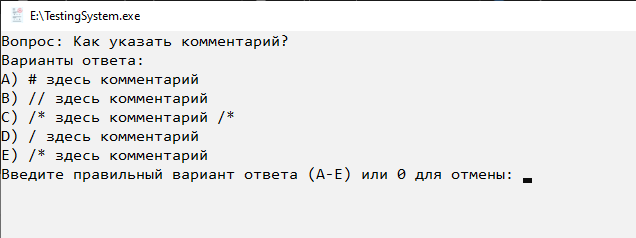 E:\TestingSystem.exe
Вопрос: Как указать комментарий?
Варианты ответа:
A) # здесь комментарий
B) // здесь комментарий
C) /* здесь комментарий /*
D) / здесь комментарий
E) /* здесь комментарий
Введите правильный вариант ответа (A-E) или 0 для отмены: